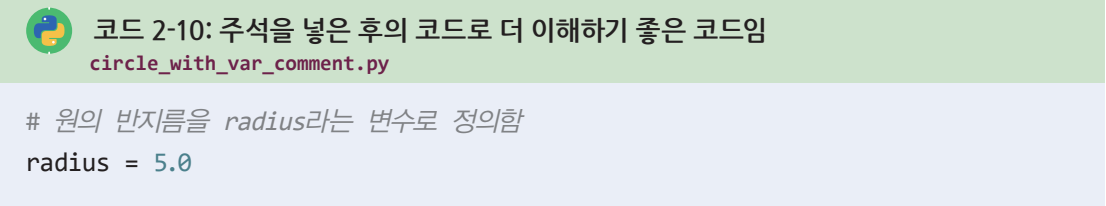 코드 2-10: 주석을 넣은 후의 코드로 더 이해하기 좋은 코드임
circle_with_var_comment.py
# 원의 반지름을 radius라는 변수로 정의함
radius = 5.0